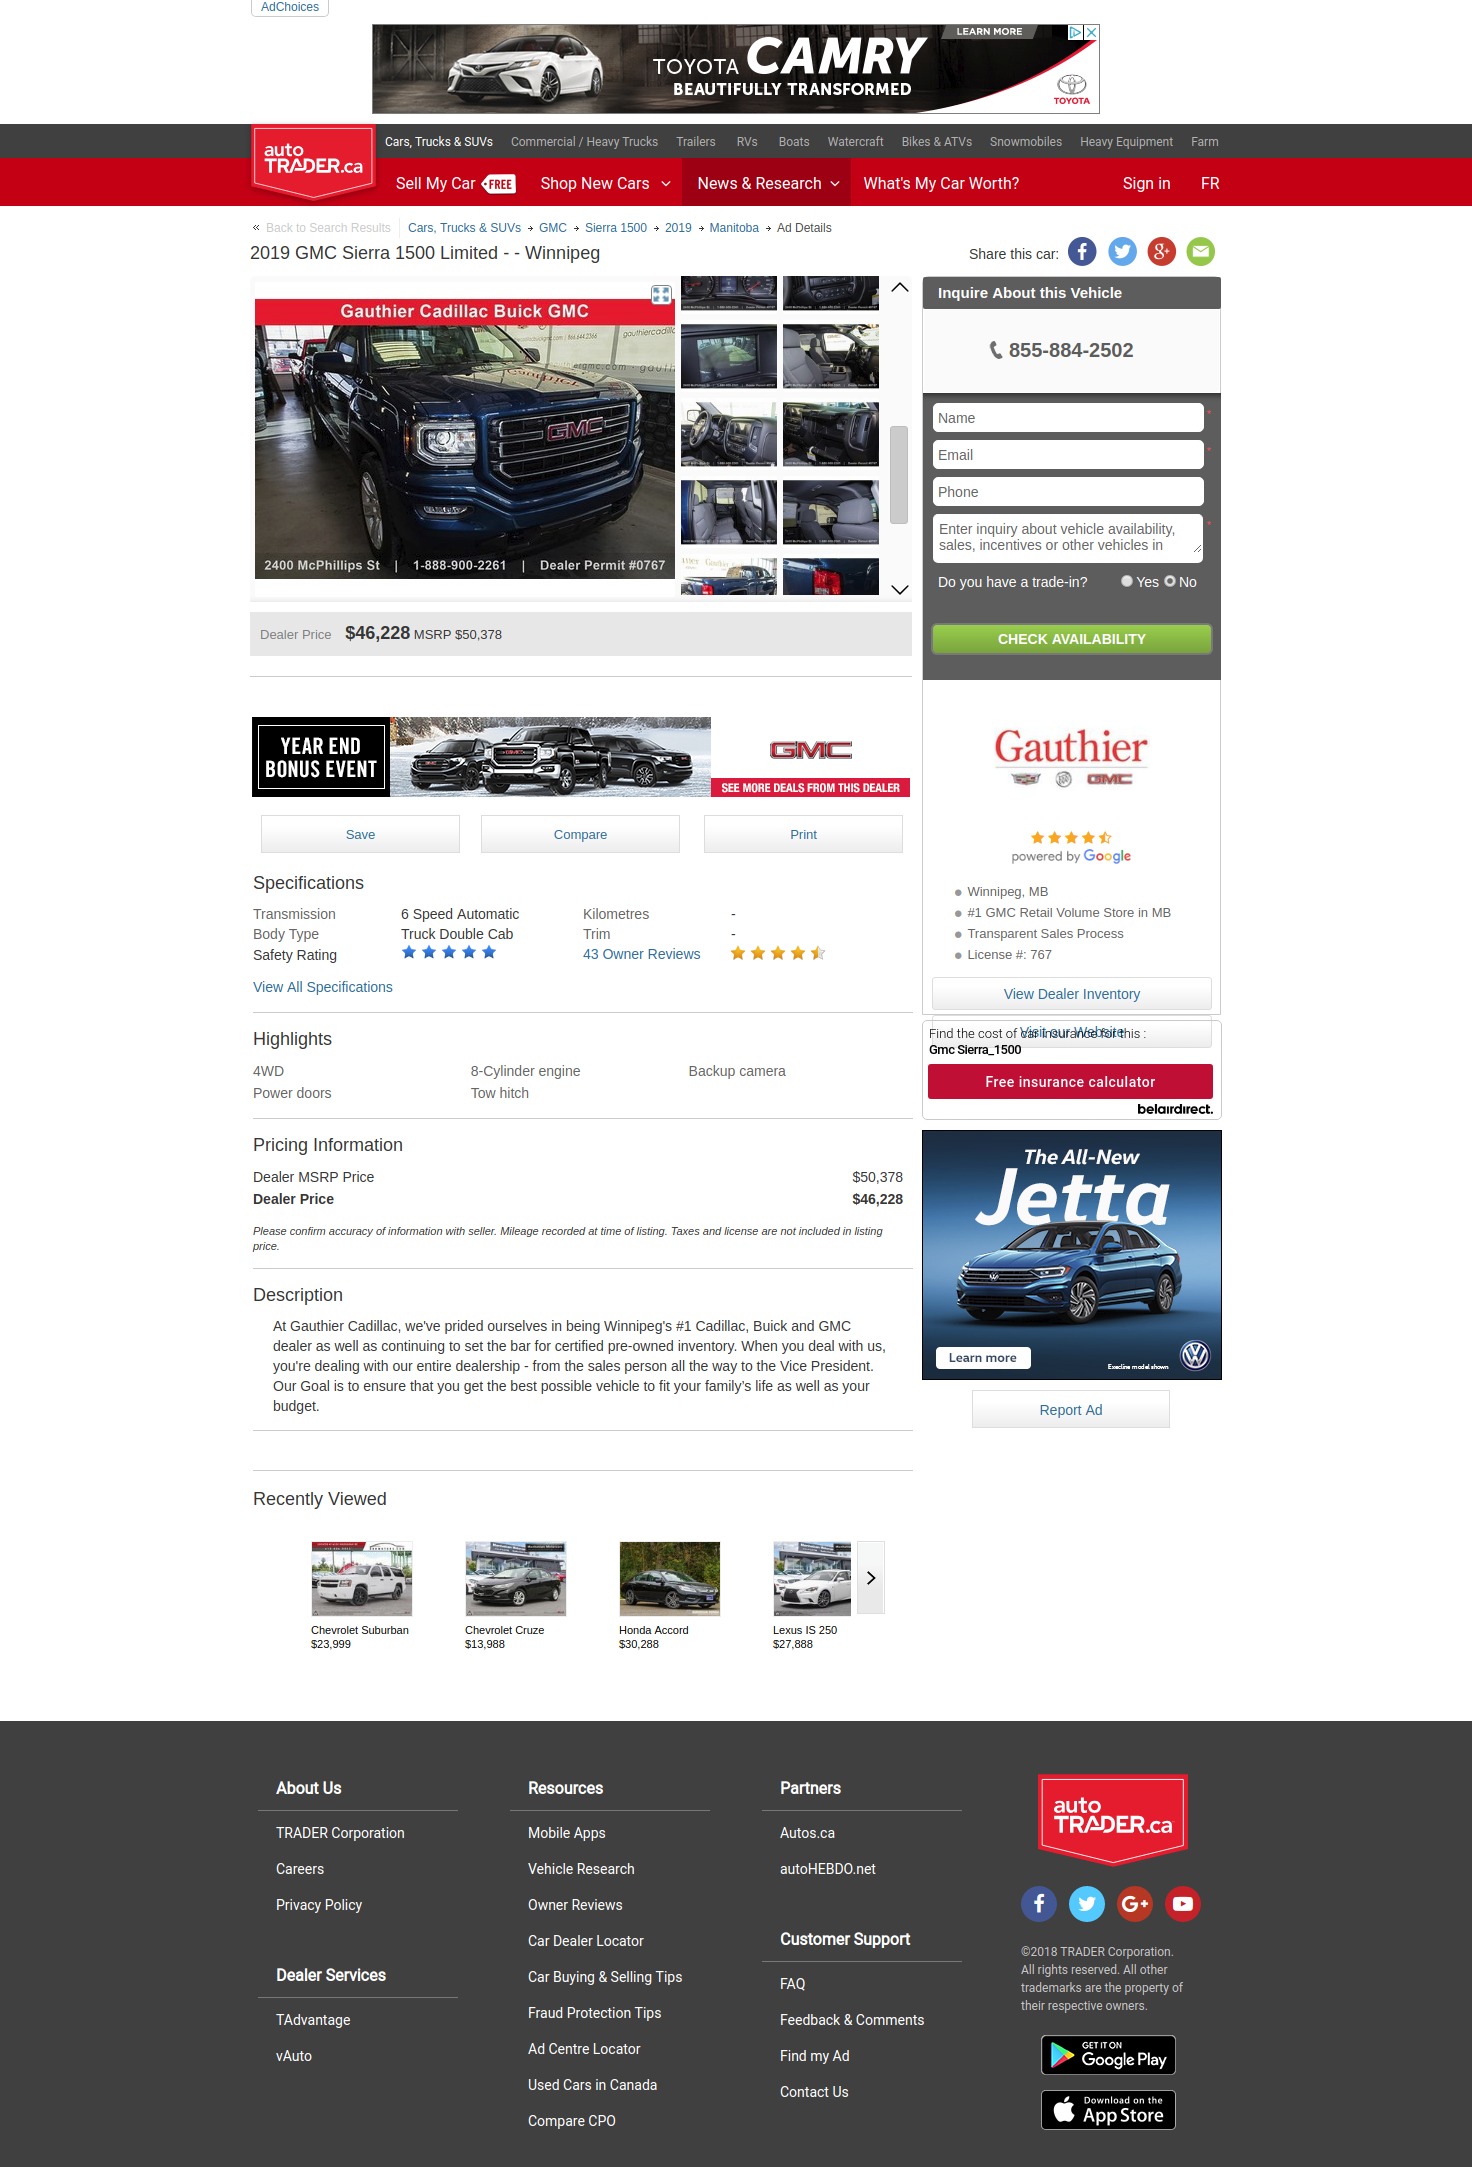 AdChoices
LEARN MORE
TOYOTA CAMRY
BEAUTIFULLY TRANSFORMED
TOYOTA
Cars, Trucks & SUVs Commercial / Heavy Trucks Trailers RVs Boats Watercraft Bikes & ATVs Snowmobiles Heavy Equipment Farm
auto
TRADER.ca
Sell My Car FREE Shop New Cars News & Research What's My Car Worth? Sign in FR
« Back to Search Results Cars, Trucks & SUVs GMC Sierra 1500 2019 Manitoba Ad Details
2019 GMC Sierra 1500 Limited - - Winnipeg
Share this car:
Gauthier Cadillac Buick GMC
GMC
2400 McPhillips St | 1-888-900-2261 | Dealer Permit #0767
Dealer Price $46,228 MSRP $50,378
Inquire About this Vehicle
855-884-2502
Name *
Email *
Phone
Enter inquiry about vehicle availability, *
sales, incentives or other vehicles in
Do you have a trade-in? Yes No
CHECK AVAILABILITY
YEAR END
BONUS EVENT
GMC
SEE MORE DEALS FROM THIS DEALER
Save Compare Print
Gauthier
GMC
powered by Google
Winnipeg, MB
#1 GMC Retail Volume Store in MB
Transparent Sales Process
License #: 767
View Dealer Inventory
Visit our Website
Find the cost of car insurance for this :
Gmc Sierra_1500
Free insurance calculator
belairdirect.
Specifications
Transmission 6 Speed Automatic Kilometres -
Body Type Truck Double Cab Trim -
Safety Rating 43 Owner Reviews
View All Specifications
Highlights
4WD 8-Cylinder engine Backup camera
Power doors Tow hitch
Pricing Information
Dealer MSRP Price $50,378
Dealer Price $46,228
Please confirm accuracy of information with seller. Mileage recorded at time of listing. Taxes and license are not included in listing
price.
The All-New
Jetta
Learn more
Execline model shown
Report Ad
Description
At Gauthier Cadillac, we've prided ourselves in being Winnipeg's #1 Cadillac, Buick and GMC
dealer as well as continuing to set the bar for certified pre-owned inventory. When you deal with us,
you're dealing with our entire dealership - from the sales person all the way to the Vice President.
Our Goal is to ensure that you get the best possible vehicle to fit your family’s life as well as your
budget.
Recently Viewed
Chevrolet Suburban
$23,999
Chevrolet Cruze
$13,988
Honda Accord
$30,288
Lexus IS 250
$27,888
About Us
TRADER Corporation
Careers
Privacy Policy
Dealer Services
TAdvantage
vAuto
Resources
Mobile Apps
Vehicle Research
Owner Reviews
Car Dealer Locator
Car Buying & Selling Tips
Fraud Protection Tips
Ad Centre Locator
Used Cars in Canada
Compare CPO
Partners
Autos.ca
autoHEBDO.net
Customer Support
FAQ
Feedback & Comments
Find my Ad
Contact Us
auto
TRADER.ca
©2018 TRADER Corporation.
All rights reserved. All other
trademarks are the property of
their respective owners.
GET IT ON
Google Play
Download on the
App Store